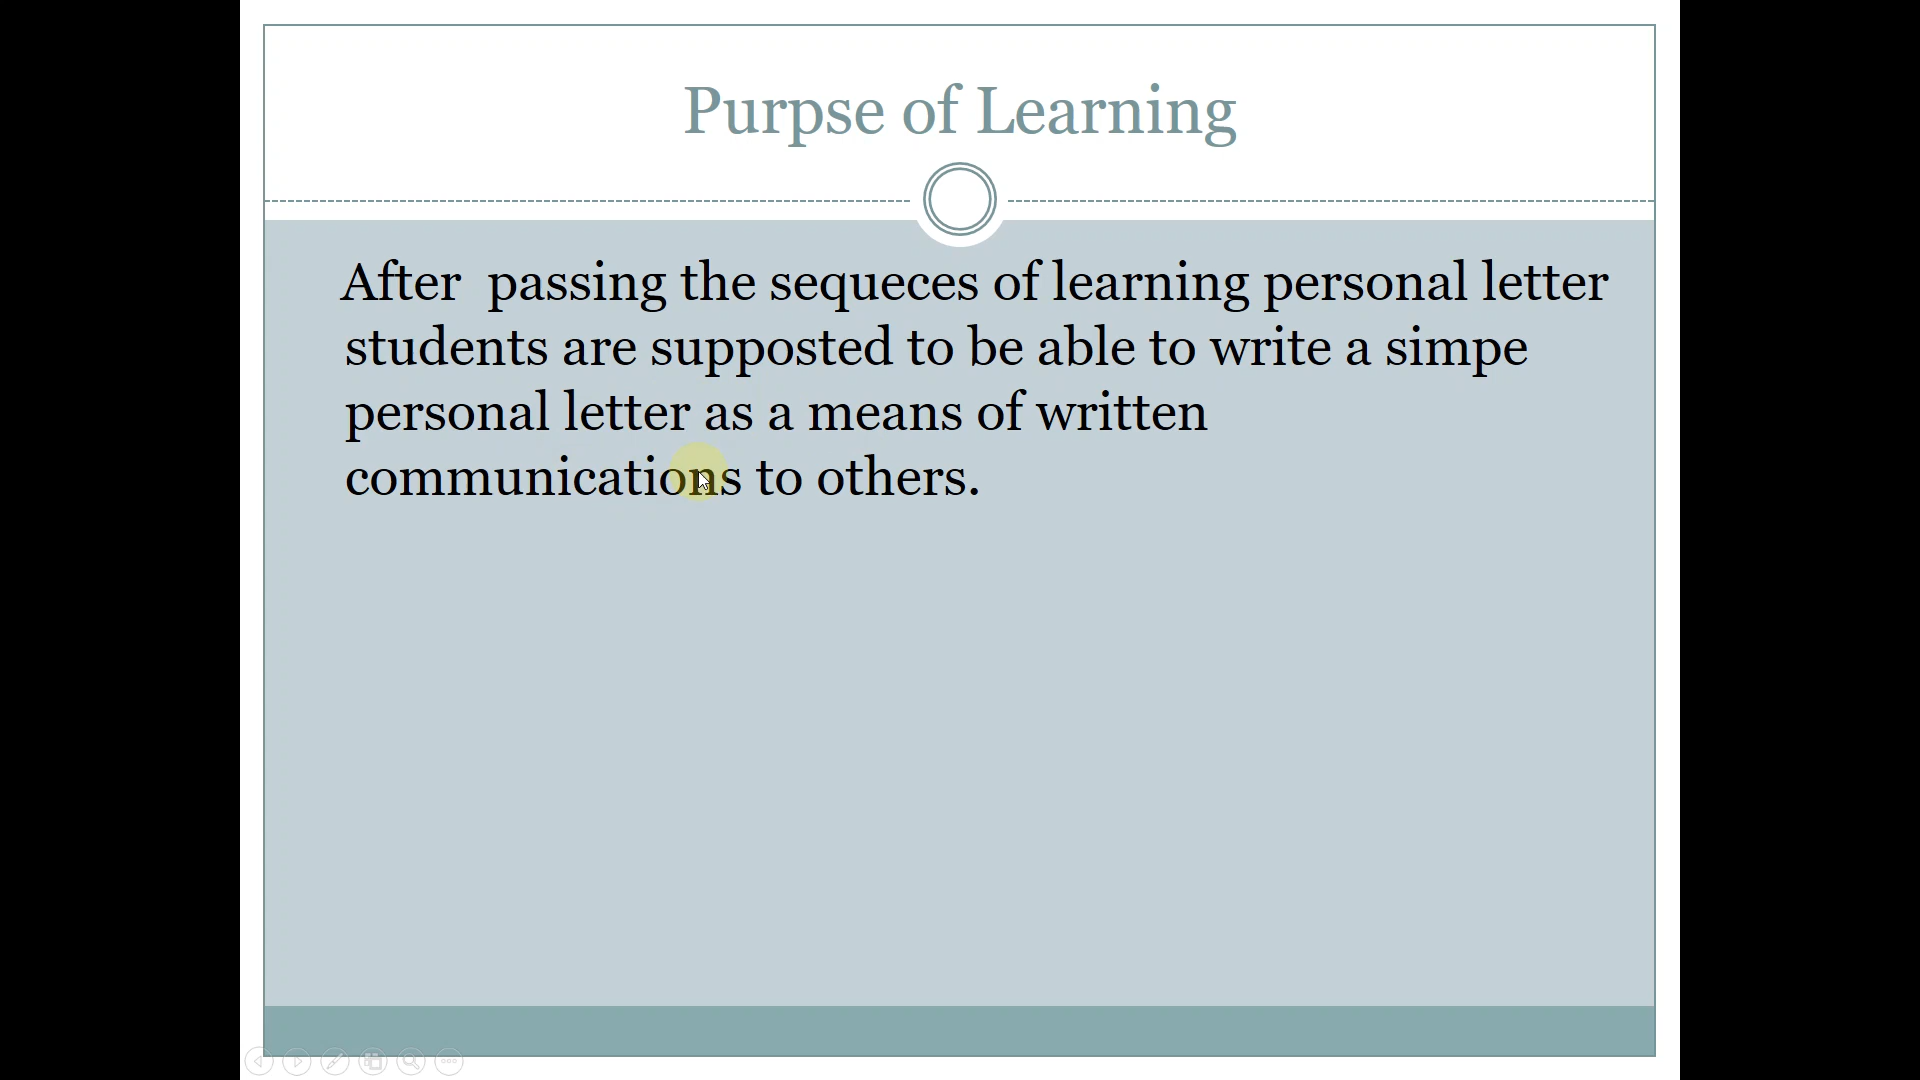 Purpse of Learning
After  passing the sequeces of learning personal letter
students are supposted to be able to write a simpe
personal letter as a means of written
communications to others.